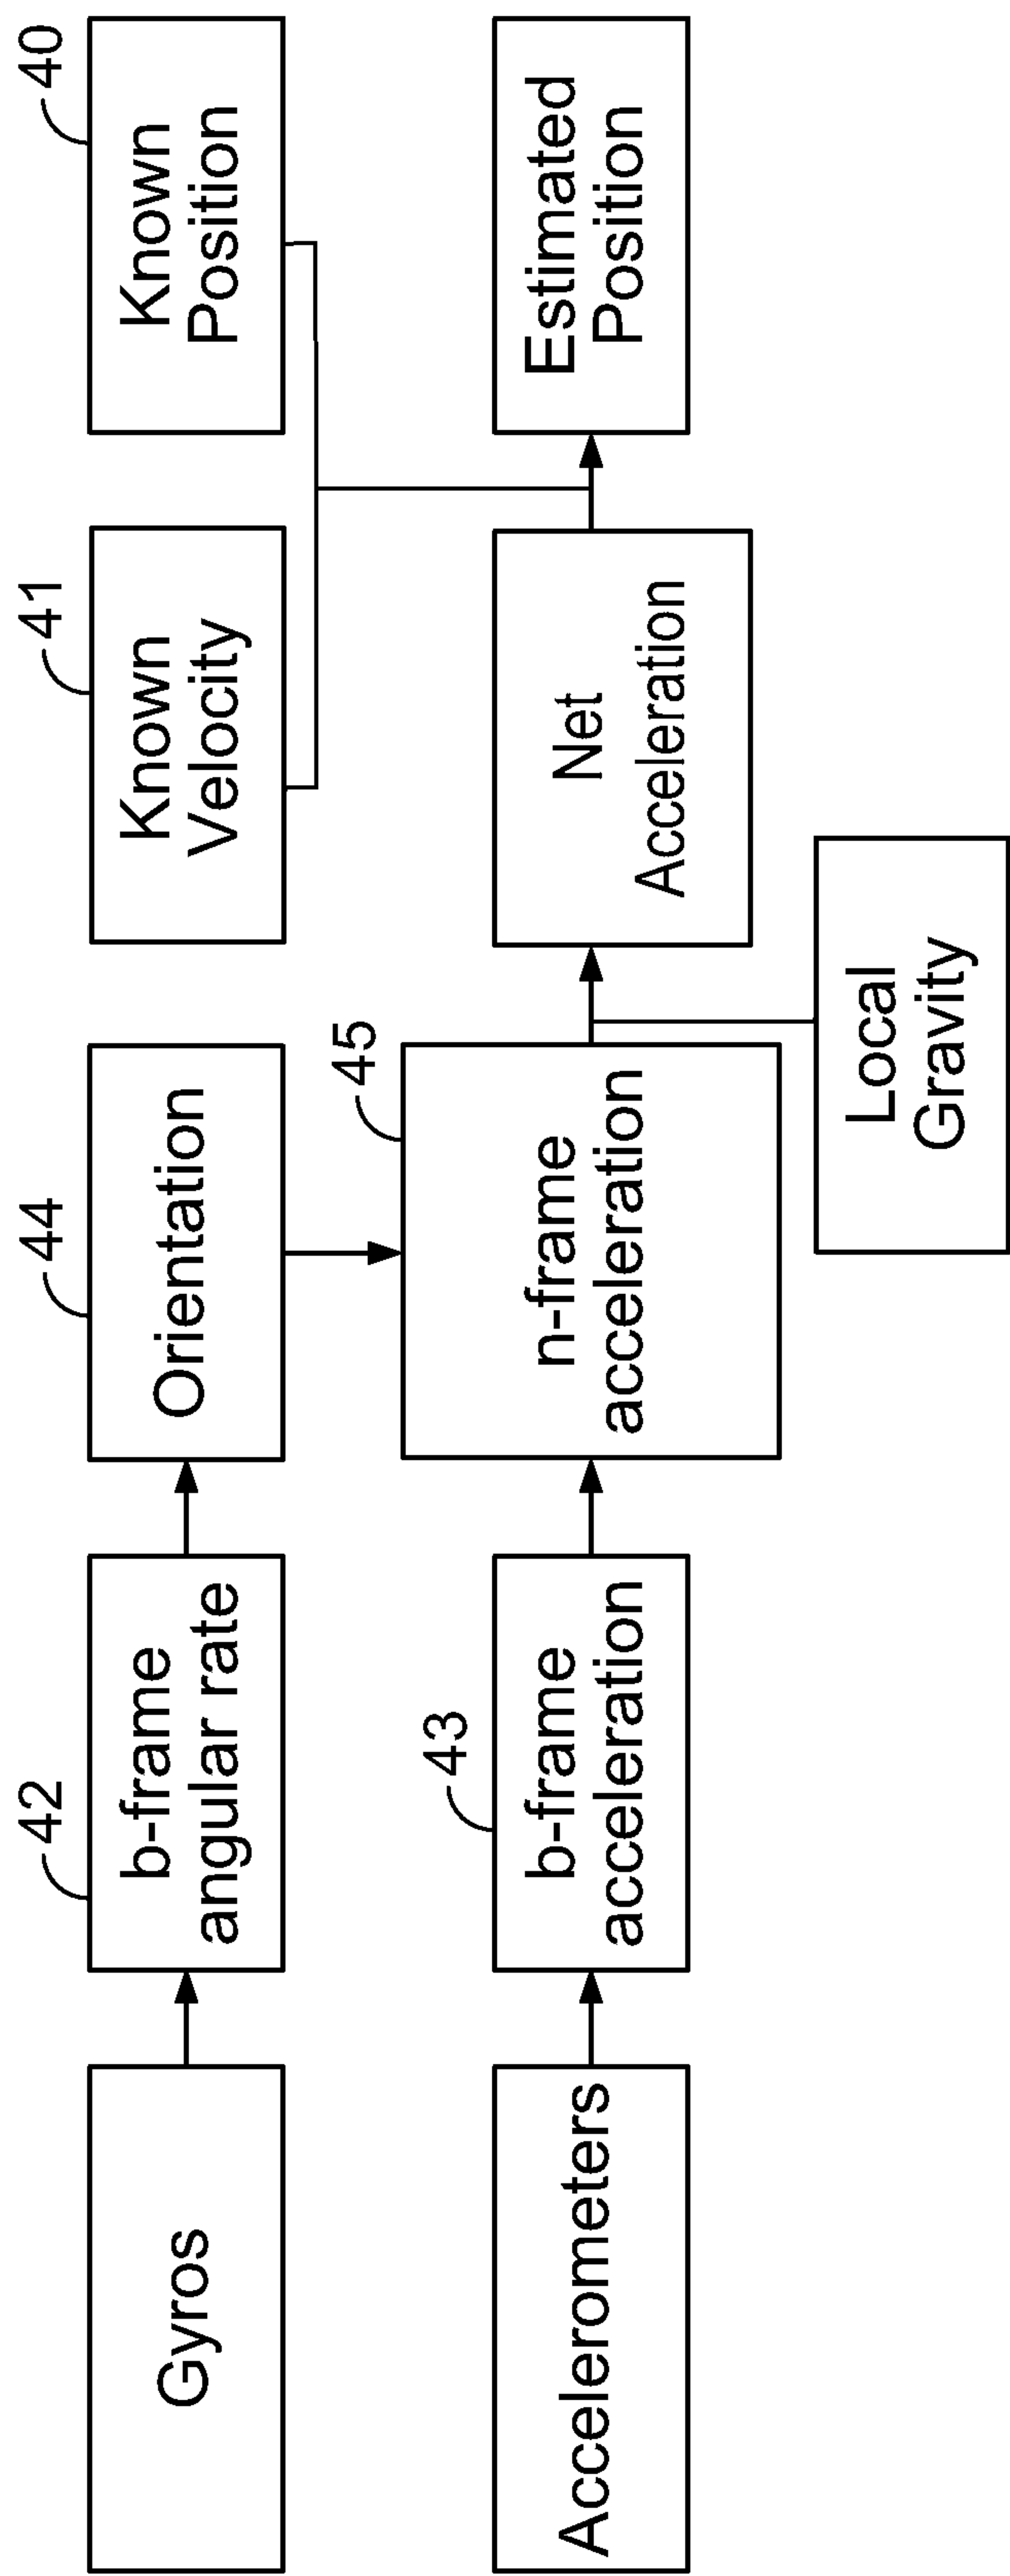 42
44
41
40
Gyros
b-frame
angular rate
Orientation
Known
Velocity
Known
Position
43
45
Accelerometers
b-frame
acceleration
n-frame
acceleration
Net
Acceleration
Estimated
Position
Local
Gravity